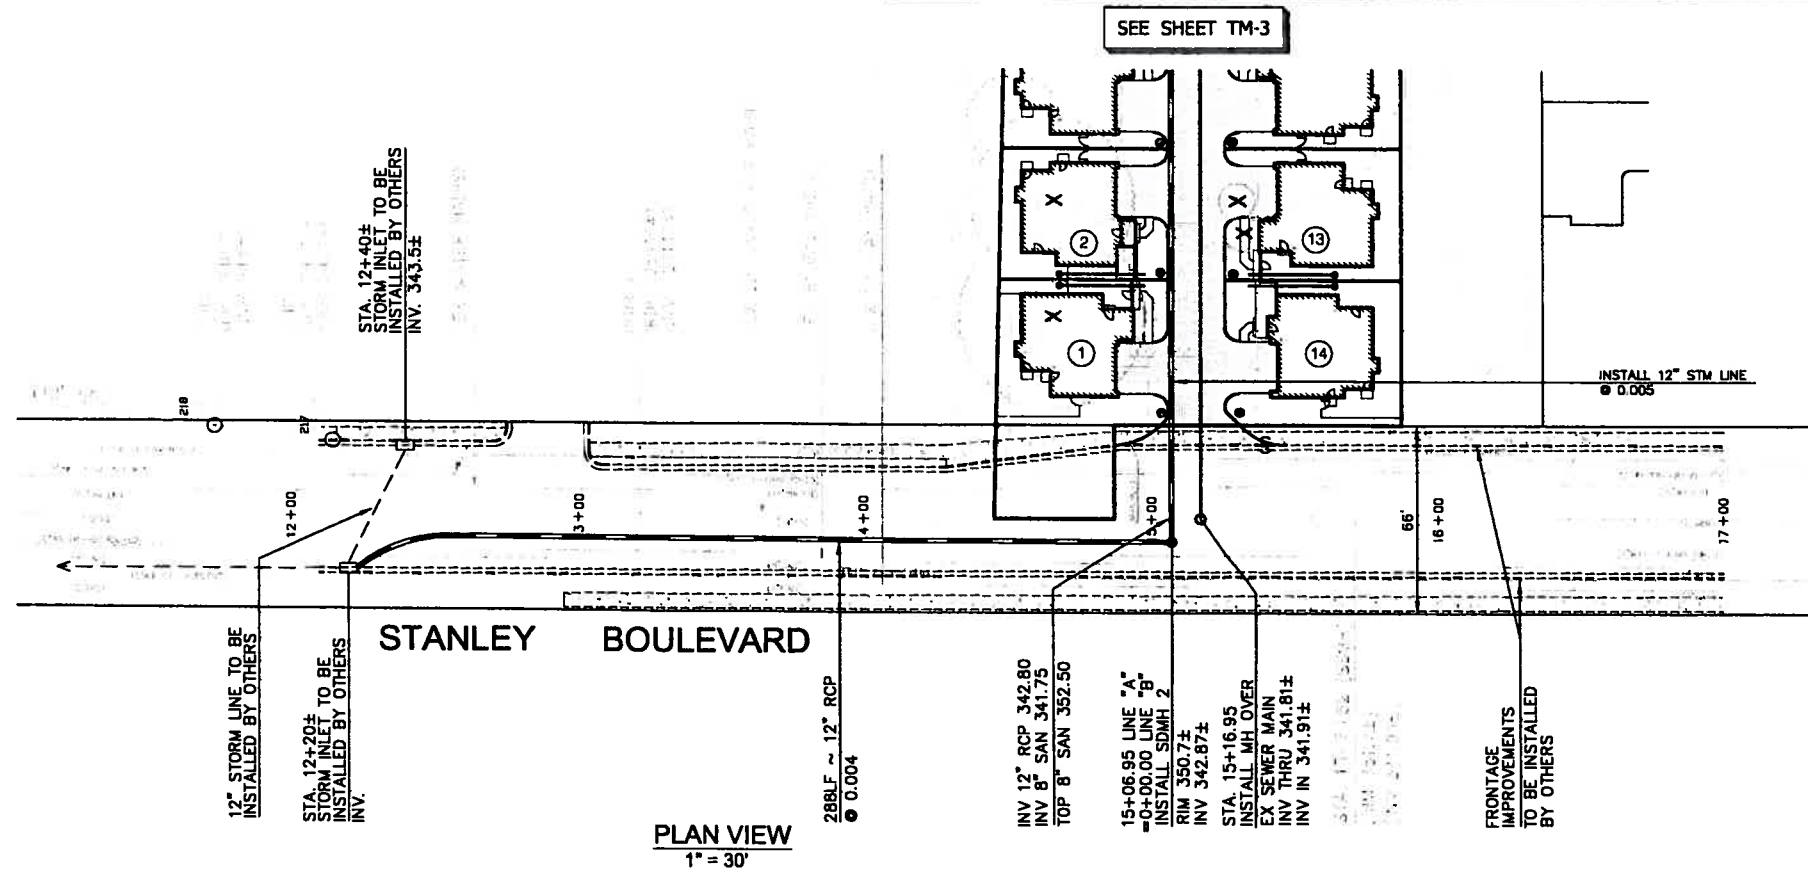 SEE SHEET TM-3
STA. 12+40±
STORM INLET TO BE
INSTALLED BY OTHERS
INV. 343.5±
2
13
1
14
INSTALL 12" STM LINE
@ 0.005
218
217
12+00
3+00
4+00
5+00
66'
16+00
17+00
STANLEY BOULEVARD
12" STORM LINE TO BE
INSTALLED BY OTHERS
STA. 12+20±
STORM INLET TO BE
INSTALLED BY OTHERS
INV.
288LF ~ 12" RCP
@ 0.004
INV 12" RCP 342.80
INV 8" SAN 341.75
TOP 8" SAN 352.50
15+06.95 LINE "A"
=0+00.00 LINE "B"
INSTALL SDMH 2
RIM 350.7±
INV 342.87±
STA. 15+16.95
INSTALL MH OVER
EX SEWER MAIN
INV THRU 341.81±
INV IN 341.91±
FRONTAGE
IMPROVEMENTS
TO BE INSTALLED
BY OTHERS
PLAN VIEW
1" = 30'